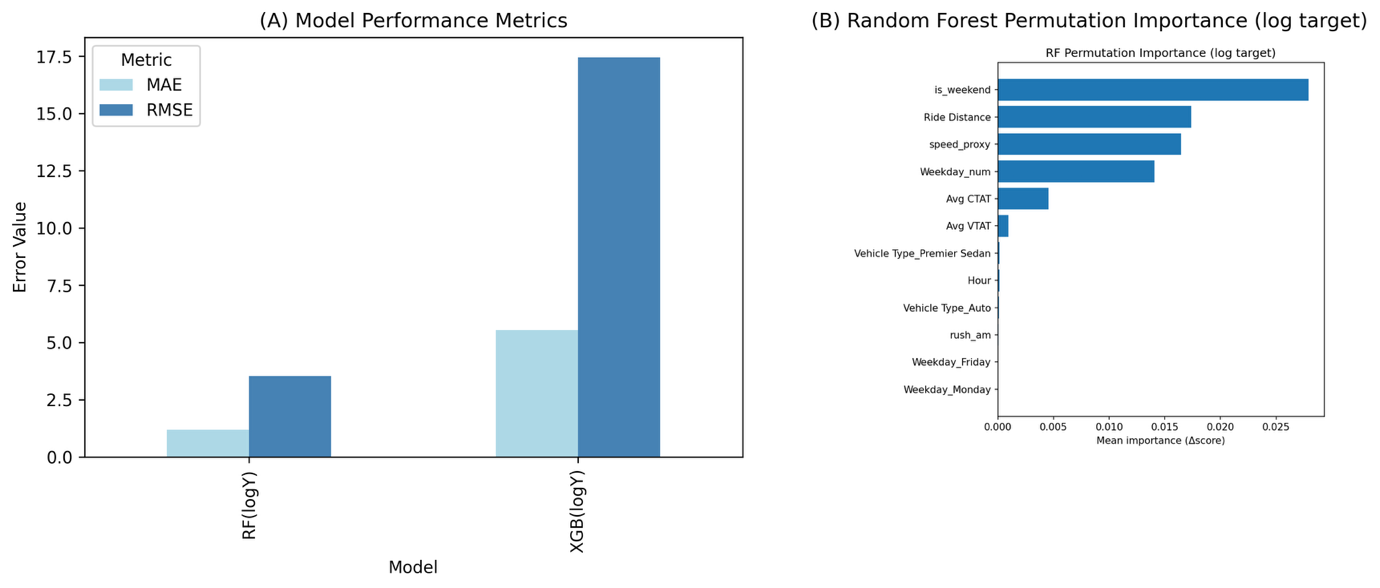 (A) Model Performance Metrics
Metric
MAE
RMSE
17.5
15.0
12.5
10.0
7.5
5.0
2.5
0.0
Error Value
RF(logY)
XGB(logY)
Model
(B) Random Forest Permutation Importance (log target)
RF Permutation Importance (log target)
is_weekend
Ride Distance
speed_proxy
Weekday_num
Avg CTAT
Avg VTAT
Vehicle Type_Premier Sedan
Hour
Vehicle Type_Auto
rush_am
Weekday_Friday
Weekday_Monday
0.000 0.005 0.010 0.015 0.020 0.025
Mean importance (Δscore)